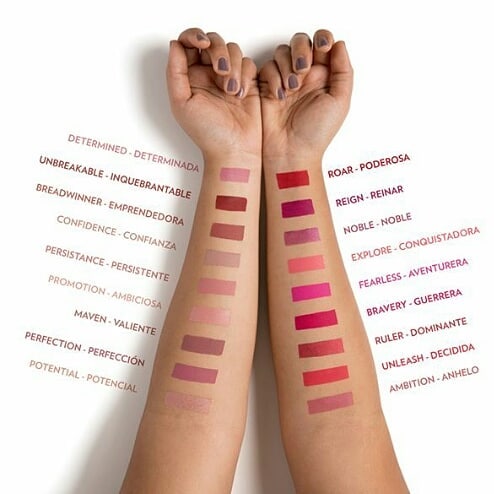 DETERMINED - DETERMINADA
UNBREAKABLE - INQUEBRANTABLE
BREADWINNER - EMPRENDEDORA
CONFIDENCE - CONFIANZA
PERSISTANCE - PERSISTENTE
PROMOTION - AMBICIOSA
MAVEN - VALIENTE
PERFECTION - PERFECCIÓN
POTENTIAL - POTENCIAL
ROAR - PODEROSA
REIGN - REINAR
NOBLE - NOBLE
EXPLORE - CONQUISTADORA
FEARLESS - AVENTURERA
BRAVERY - GUERRERA
RULER - DOMINANTE
UNLEASH - DECIDIDA
AMBITION - ANHELO